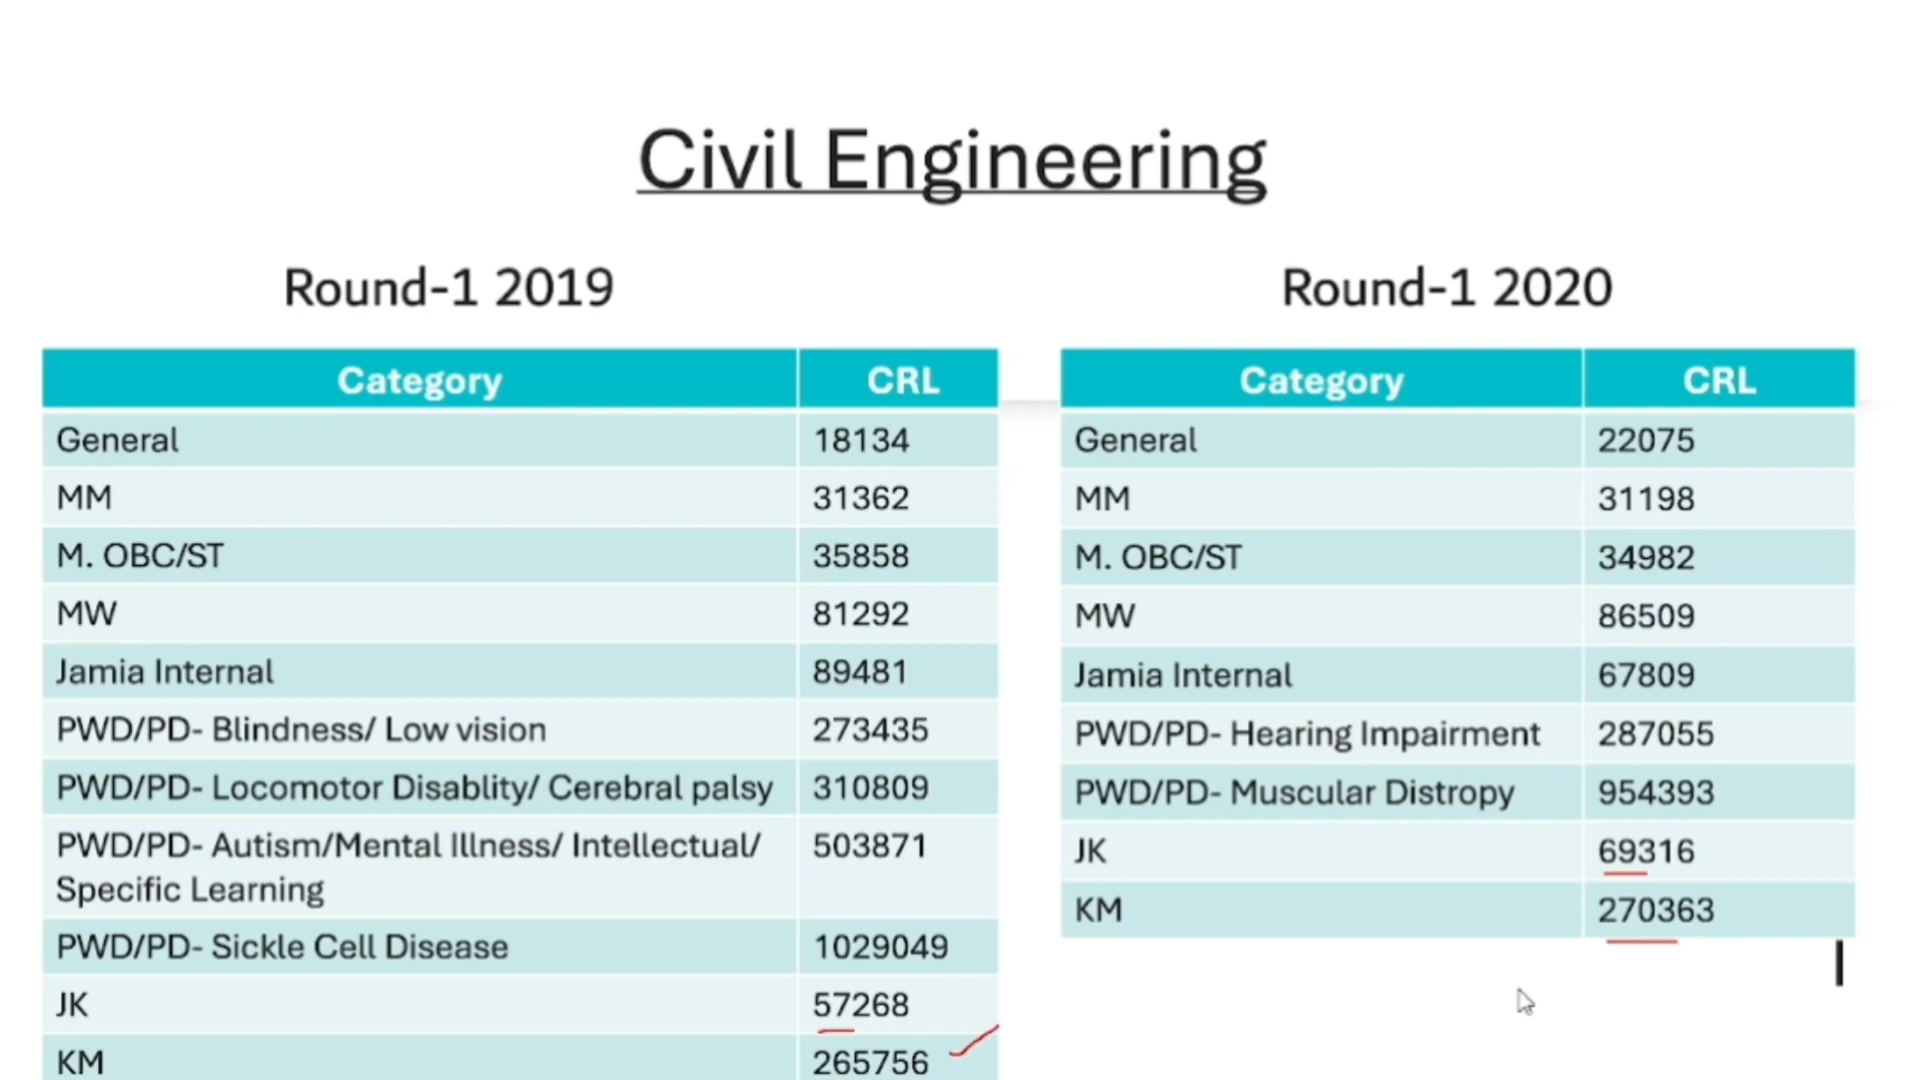 Civil Engineering
Round-1 2019
Category CRL
General 18134
MM 31362
M. OBC/ST 35858
MW 81292
Jamia Internal 89481
PWD/PD- Blindness/ Low vision 273435
PWD/PD- Locomotor Disablity/ Cerebral palsy 310809
PWD/PD- Autism/Mental Illness/ Intellectual/ 503871
Specific Learning
PWD/PD- Sickle Cell Disease 1029049
JK 57268
KM 265756
Round-1 2020
Category CRL
General 22075
MM 31198
M. OBC/ST 34982
MW 86509
Jamia Internal 67809
PWD/PD- Hearing Impairment 287055
PWD/PD- Muscular Distropy 954393
JK 69316
KM 270363